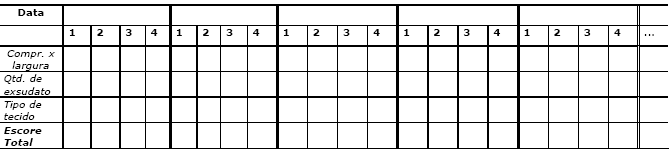 Data
1 2 3 4 1 2 3 4 1 2 3 4 1 2 3 4 1 2 3 4 ...
Compr. x
largura
Qtd. de
exsudato
Tipo de
tecido
Escore
Total